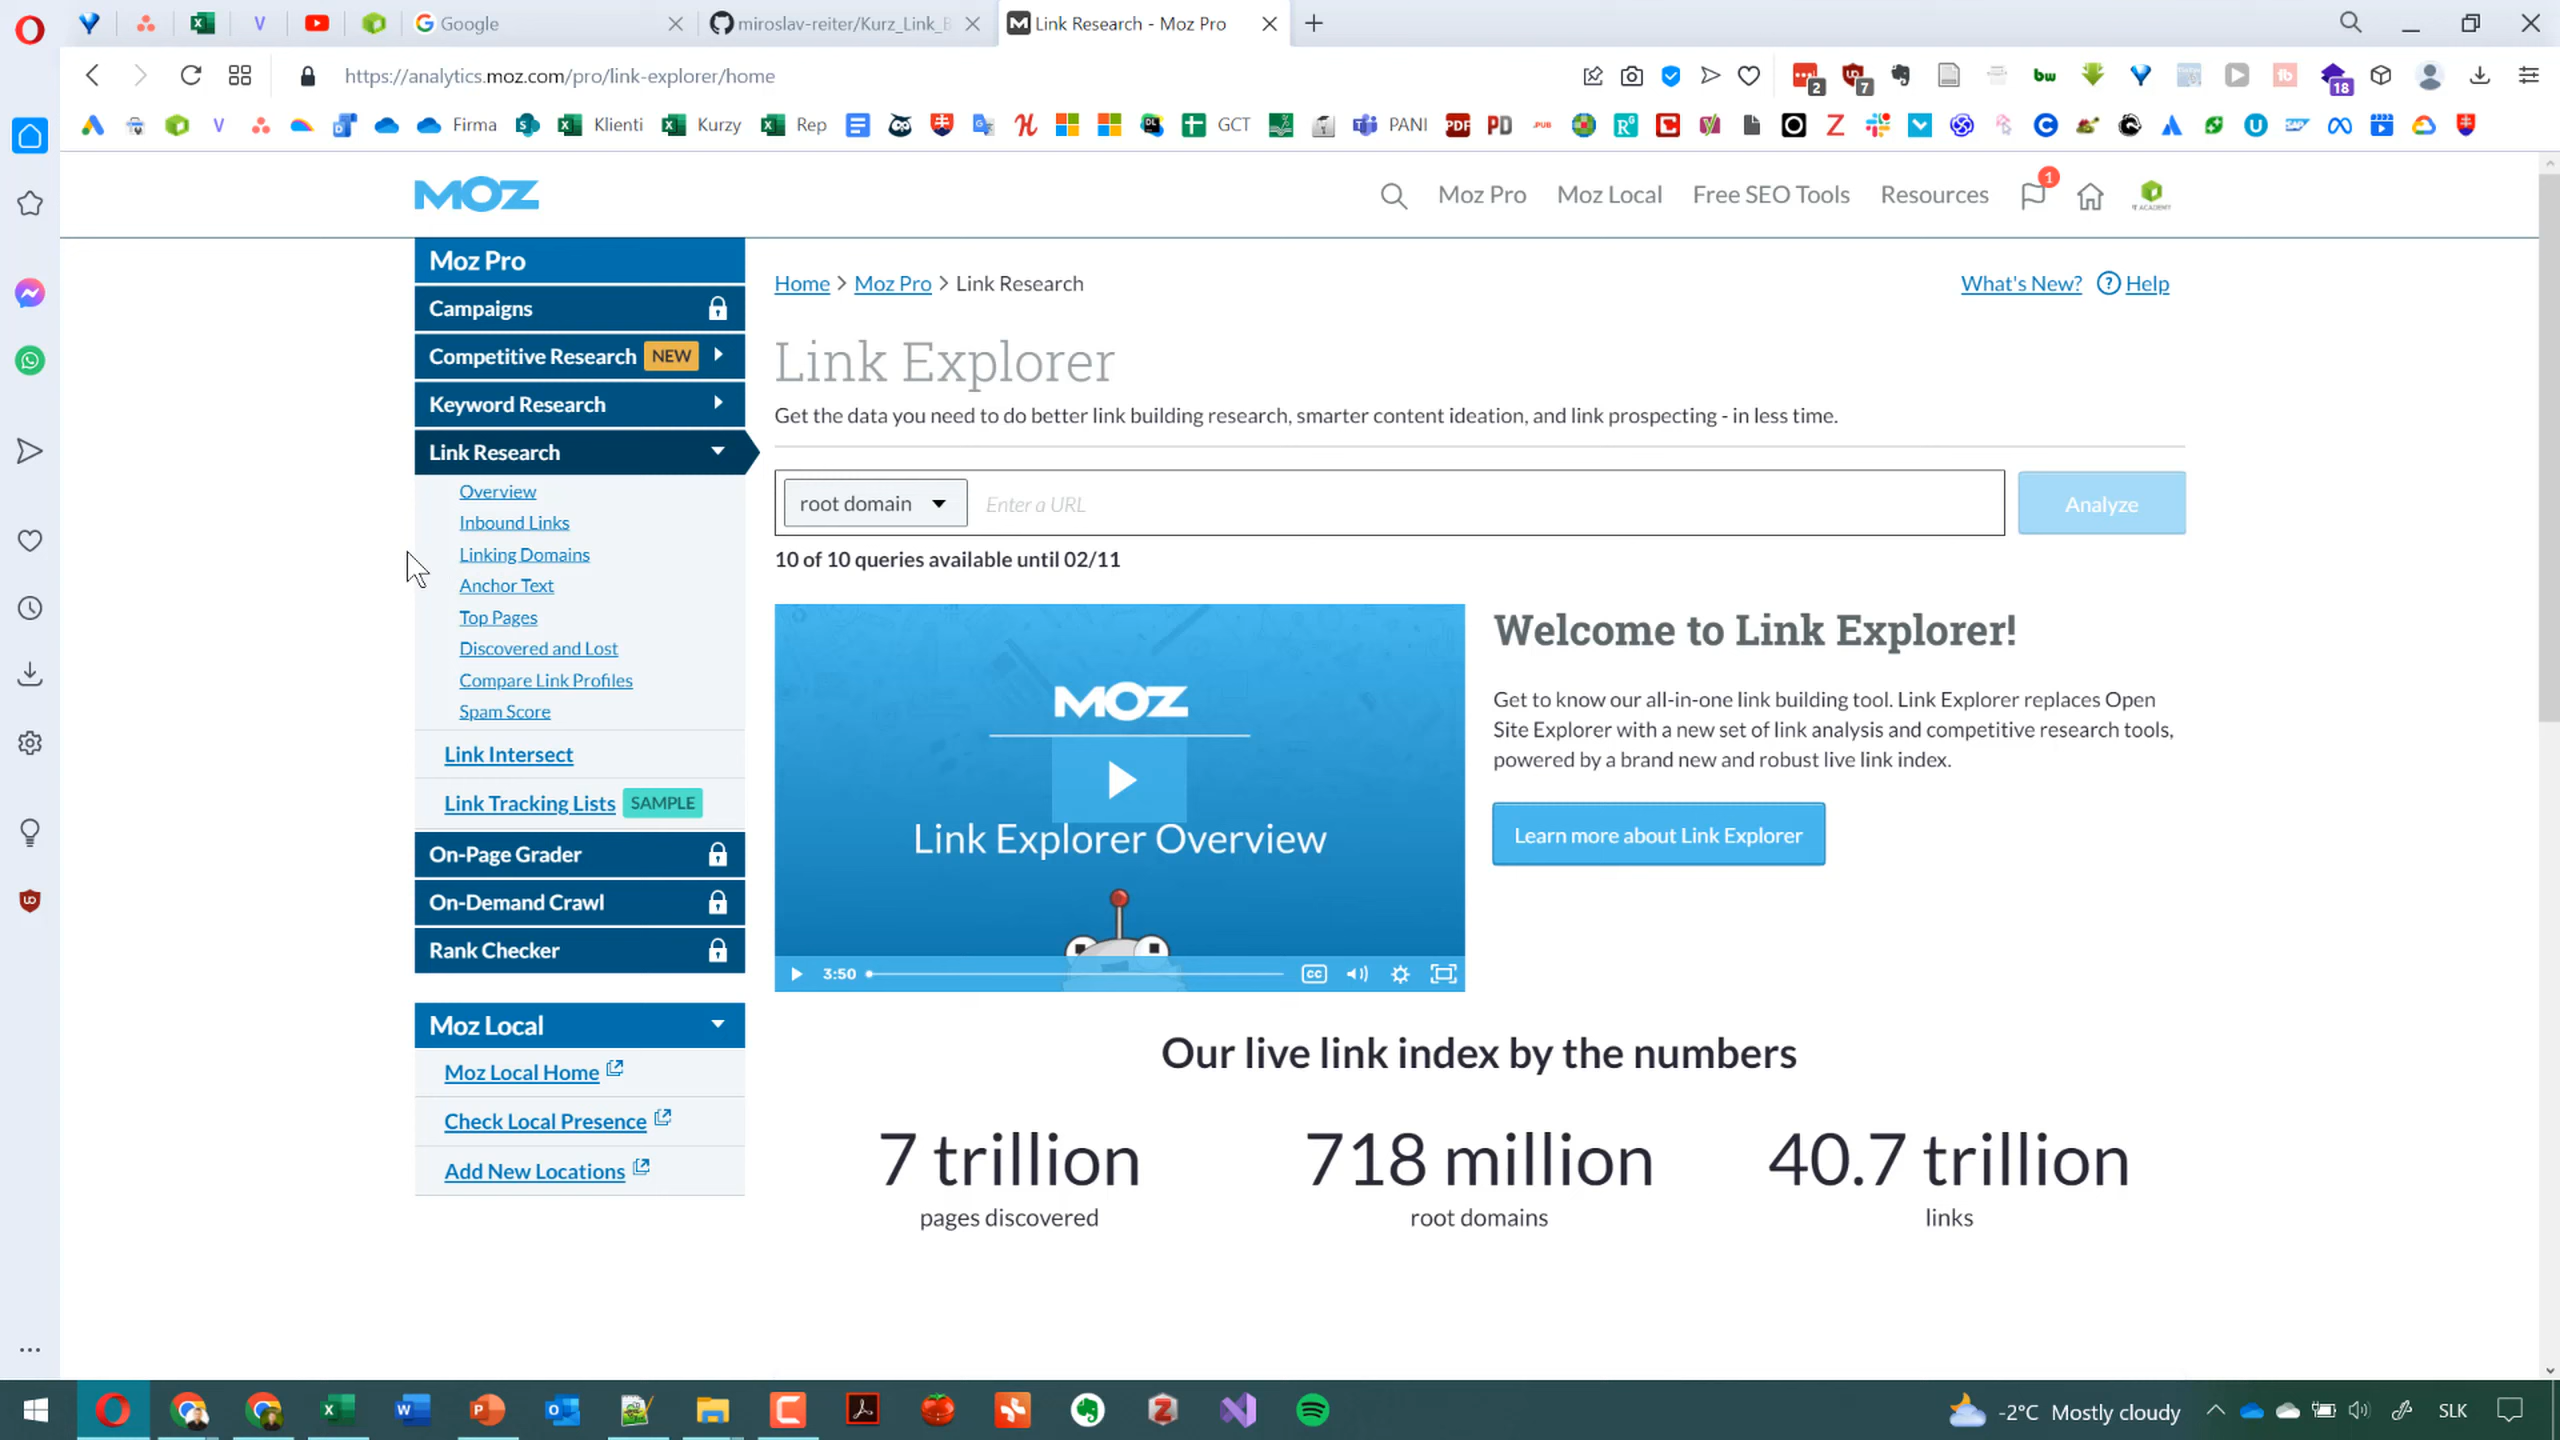 Google
miroslav-reiter/Kurz_Link_B
Link Research - Moz Pro
https://analytics.moz.com/pro/link-explorer/home
2
7
bw
18
Firma
Klienti
Kurzy
Rep
GCT
PANI
MOZ
Moz Pro
Moz Local
Free SEO Tools
Resources
1
Moz Pro
Campaigns
Competitive Research NEW
Keyword Research
Link Research
Overview
Inbound Links
Linking Domains
Anchor Text
Top Pages
Discovered and Lost
Compare Link Profiles
Spam Score
Link Intersect
Link Tracking Lists SAMPLE
On-Page Grader
On-Demand Crawl
Rank Checker
Moz Local
Moz Local Home
Check Local Presence
Add New Locations
Home > Moz Pro > Link Research
What's New? ? Help
Link Explorer
Get the data you need to do better link building research, smarter content ideation, and link prospecting - in less time.
root domain Enter a URL Analyze
10 of 10 queries available until 02/11
MOZ
Link Explorer Overview
3:50
CC
Welcome to Link Explorer!
Get to know our all-in-one link building tool. Link Explorer replaces Open
Site Explorer with a new set of link analysis and competitive research tools,
powered by a brand new and robust live link index.
Learn more about Link Explorer
Our live link index by the numbers
7 trillion
pages discovered
718 million
root domains
40.7 trillion
links
-2°C Mostly cloudy
SLK